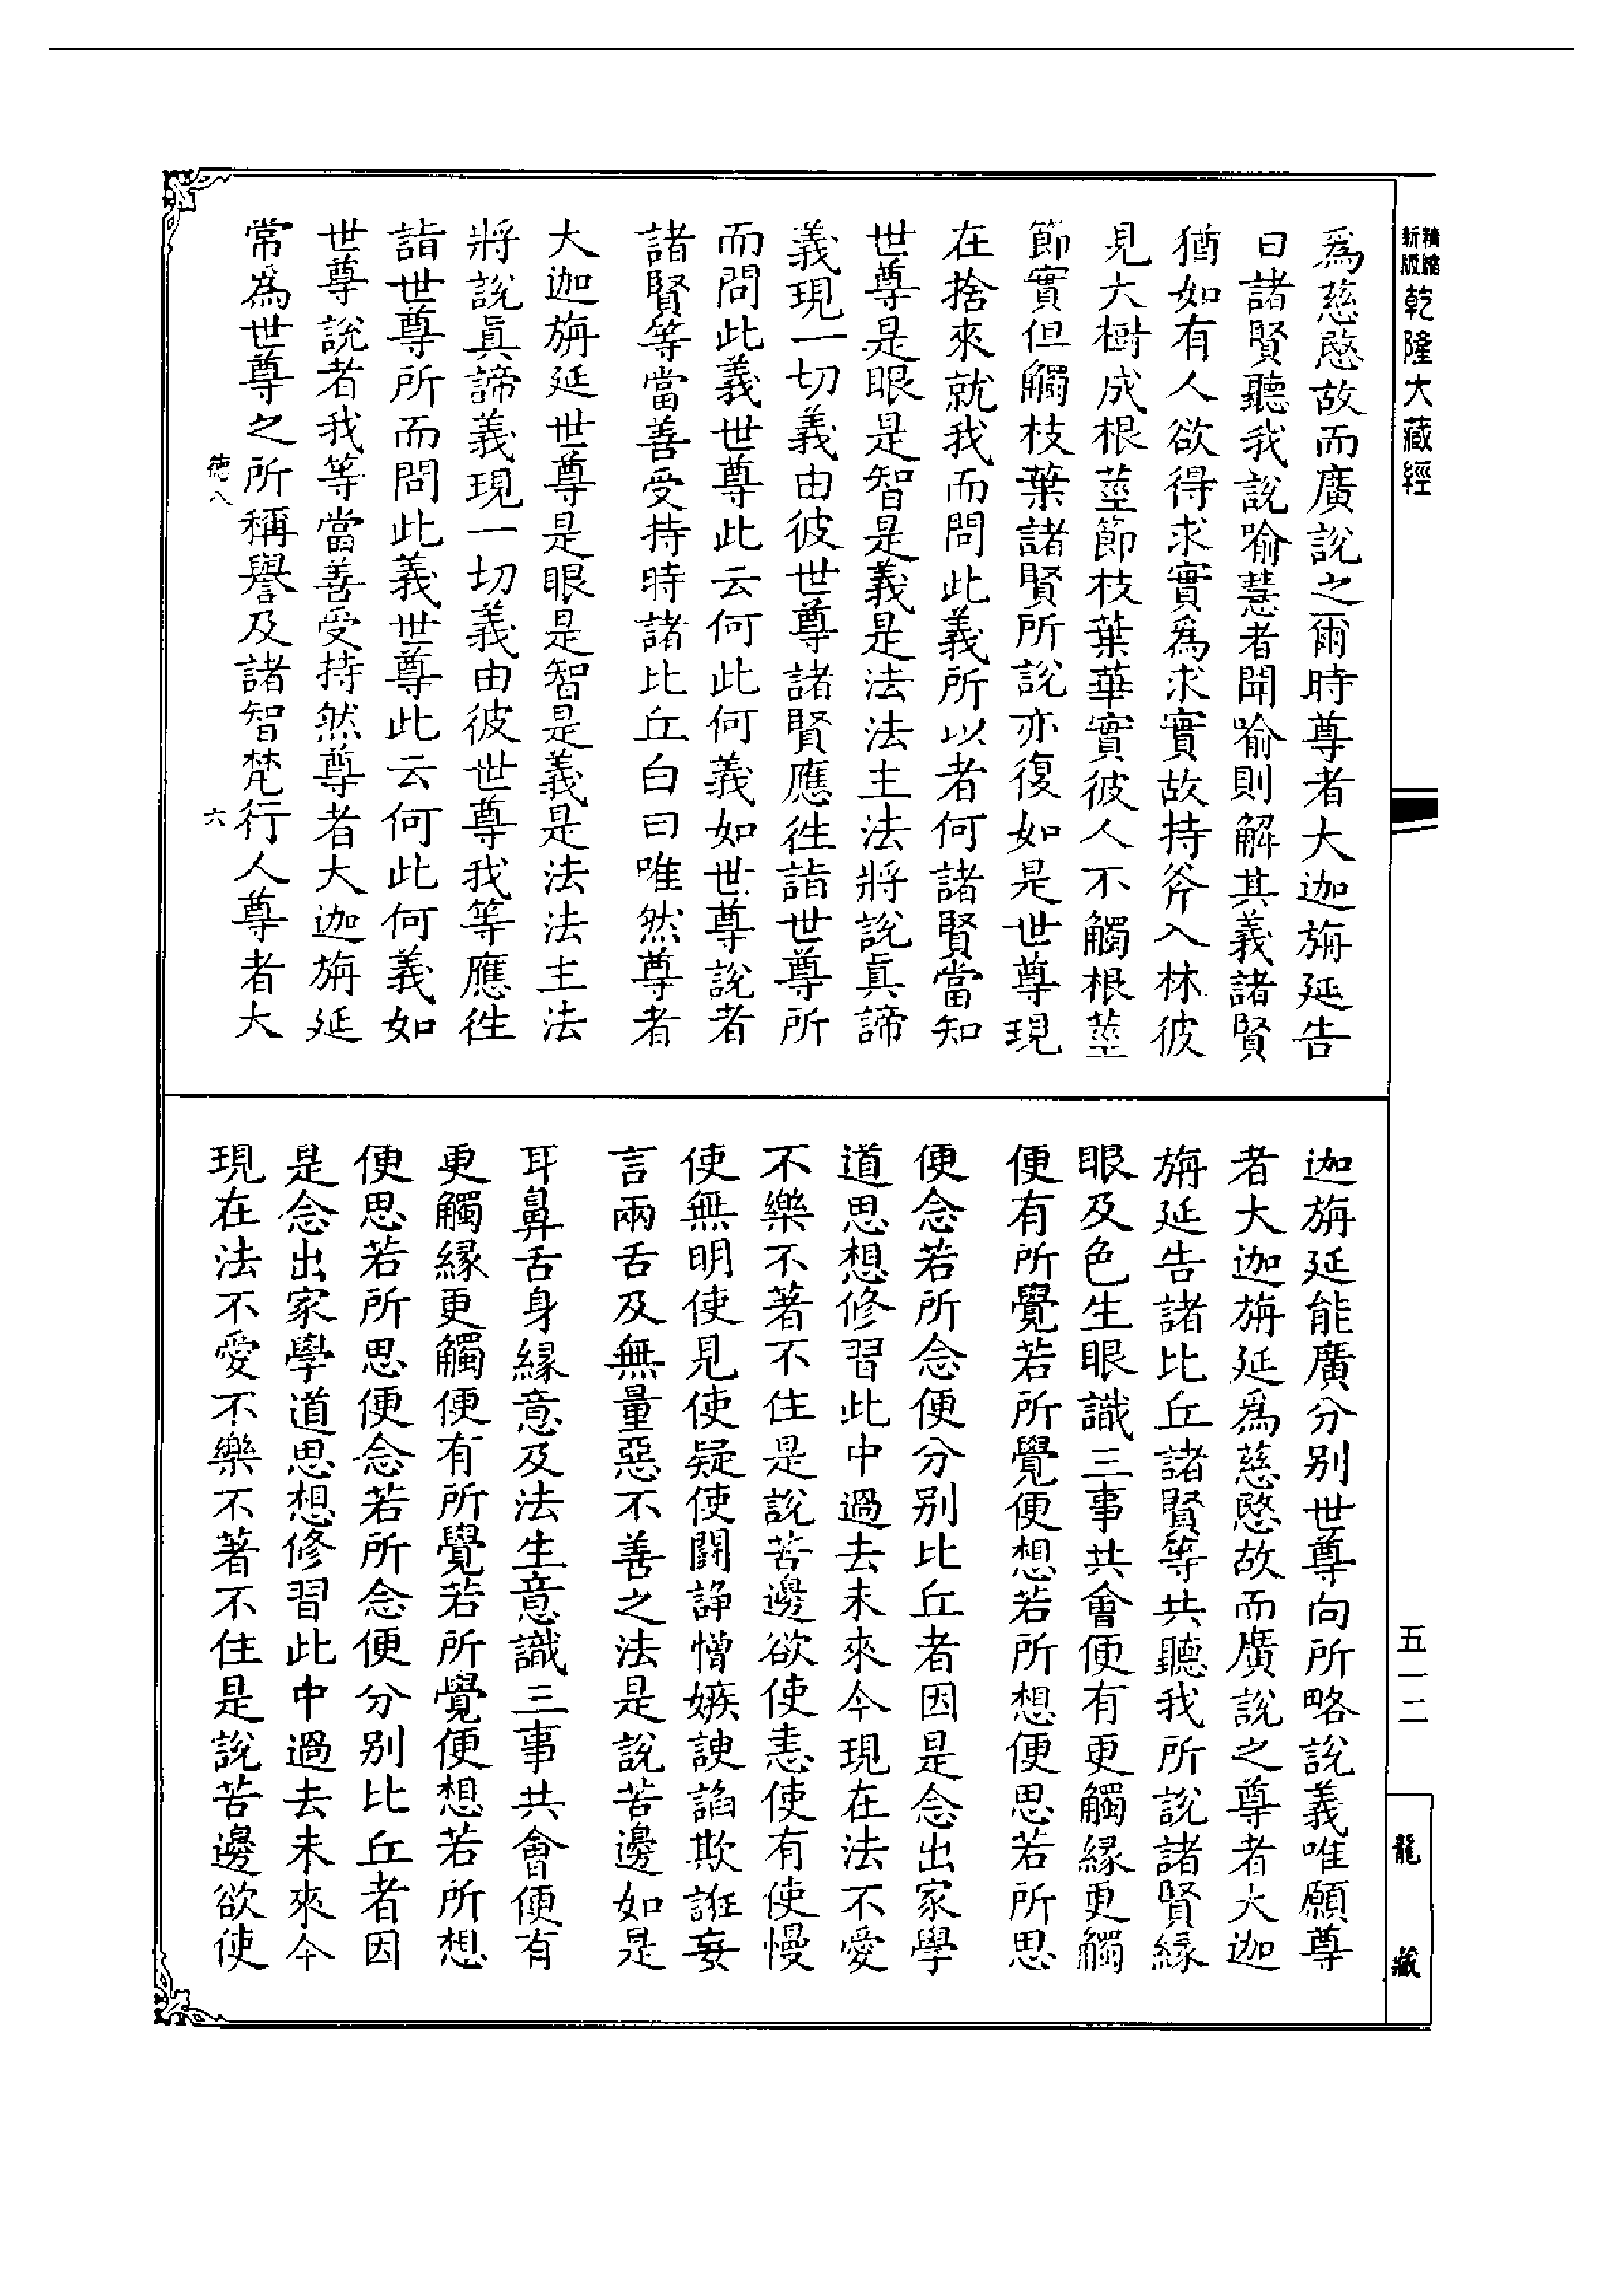 精縮新版乾隆大藏經
爲慈愍故而廣說之爾時尊者大迦旃延告
曰諸賢聽我說喻慧者聞喻則解其義諸賢
猶如有人欲得求實爲求實故持斧入林彼
見大樹成根莖節枝葉華實彼人不觸根莖
節實但觸枝葉諸賢所說亦復如是世尊現
在捨來就我而問此義所以者何諸賢當知
世尊是眼是智是義是法法主法將說眞諦
義現一切義由彼世尊諸賢應徃詣世尊所
而問此義世尊此云何此何義如世尊說者
諸賢等當善受持時諸比丘白曰唯然尊者
大迦旃延世尊是眼是智是義是法法主法
將說眞諦義現一切義由彼世尊我等應徃
詣世尊所而問此義世尊此云何此何義如
世尊說者我等當善受持然尊者大迦旃延
常爲世尊之所稱譽及諸智梵行人尊者大
德八 六
迦旃延能廣分别世尊向所略說義唯願尊
者大迦旃延爲慈愍故而廣說之尊者大迦
旃延告諸比丘諸賢等共聽我所說諸賢緣
眼及色生眼識三事共會便有更觸緣更觸
便有所覺若所覺便想若所想便思若所思
便念若所念便分别比丘者因是念出家學
道思想修習此中過去未來今現在法不愛
不樂不著不住是說苦邊欲使恚使有使慢
使無明使見使疑使鬪諍憎嫉諛諂欺誑妄
言兩舌及無量惡不善之法是說苦邊如是
耳鼻舌身緣意及法生意識三事共會便有
更觸緣更觸便有所覺若所覺便想若所想
便思若所思便念若所念便分别比丘者因
是念出家學道思想修習此中過去未來今
現在法不愛不樂不著不住是說苦邊欲使
五一二
龍藏